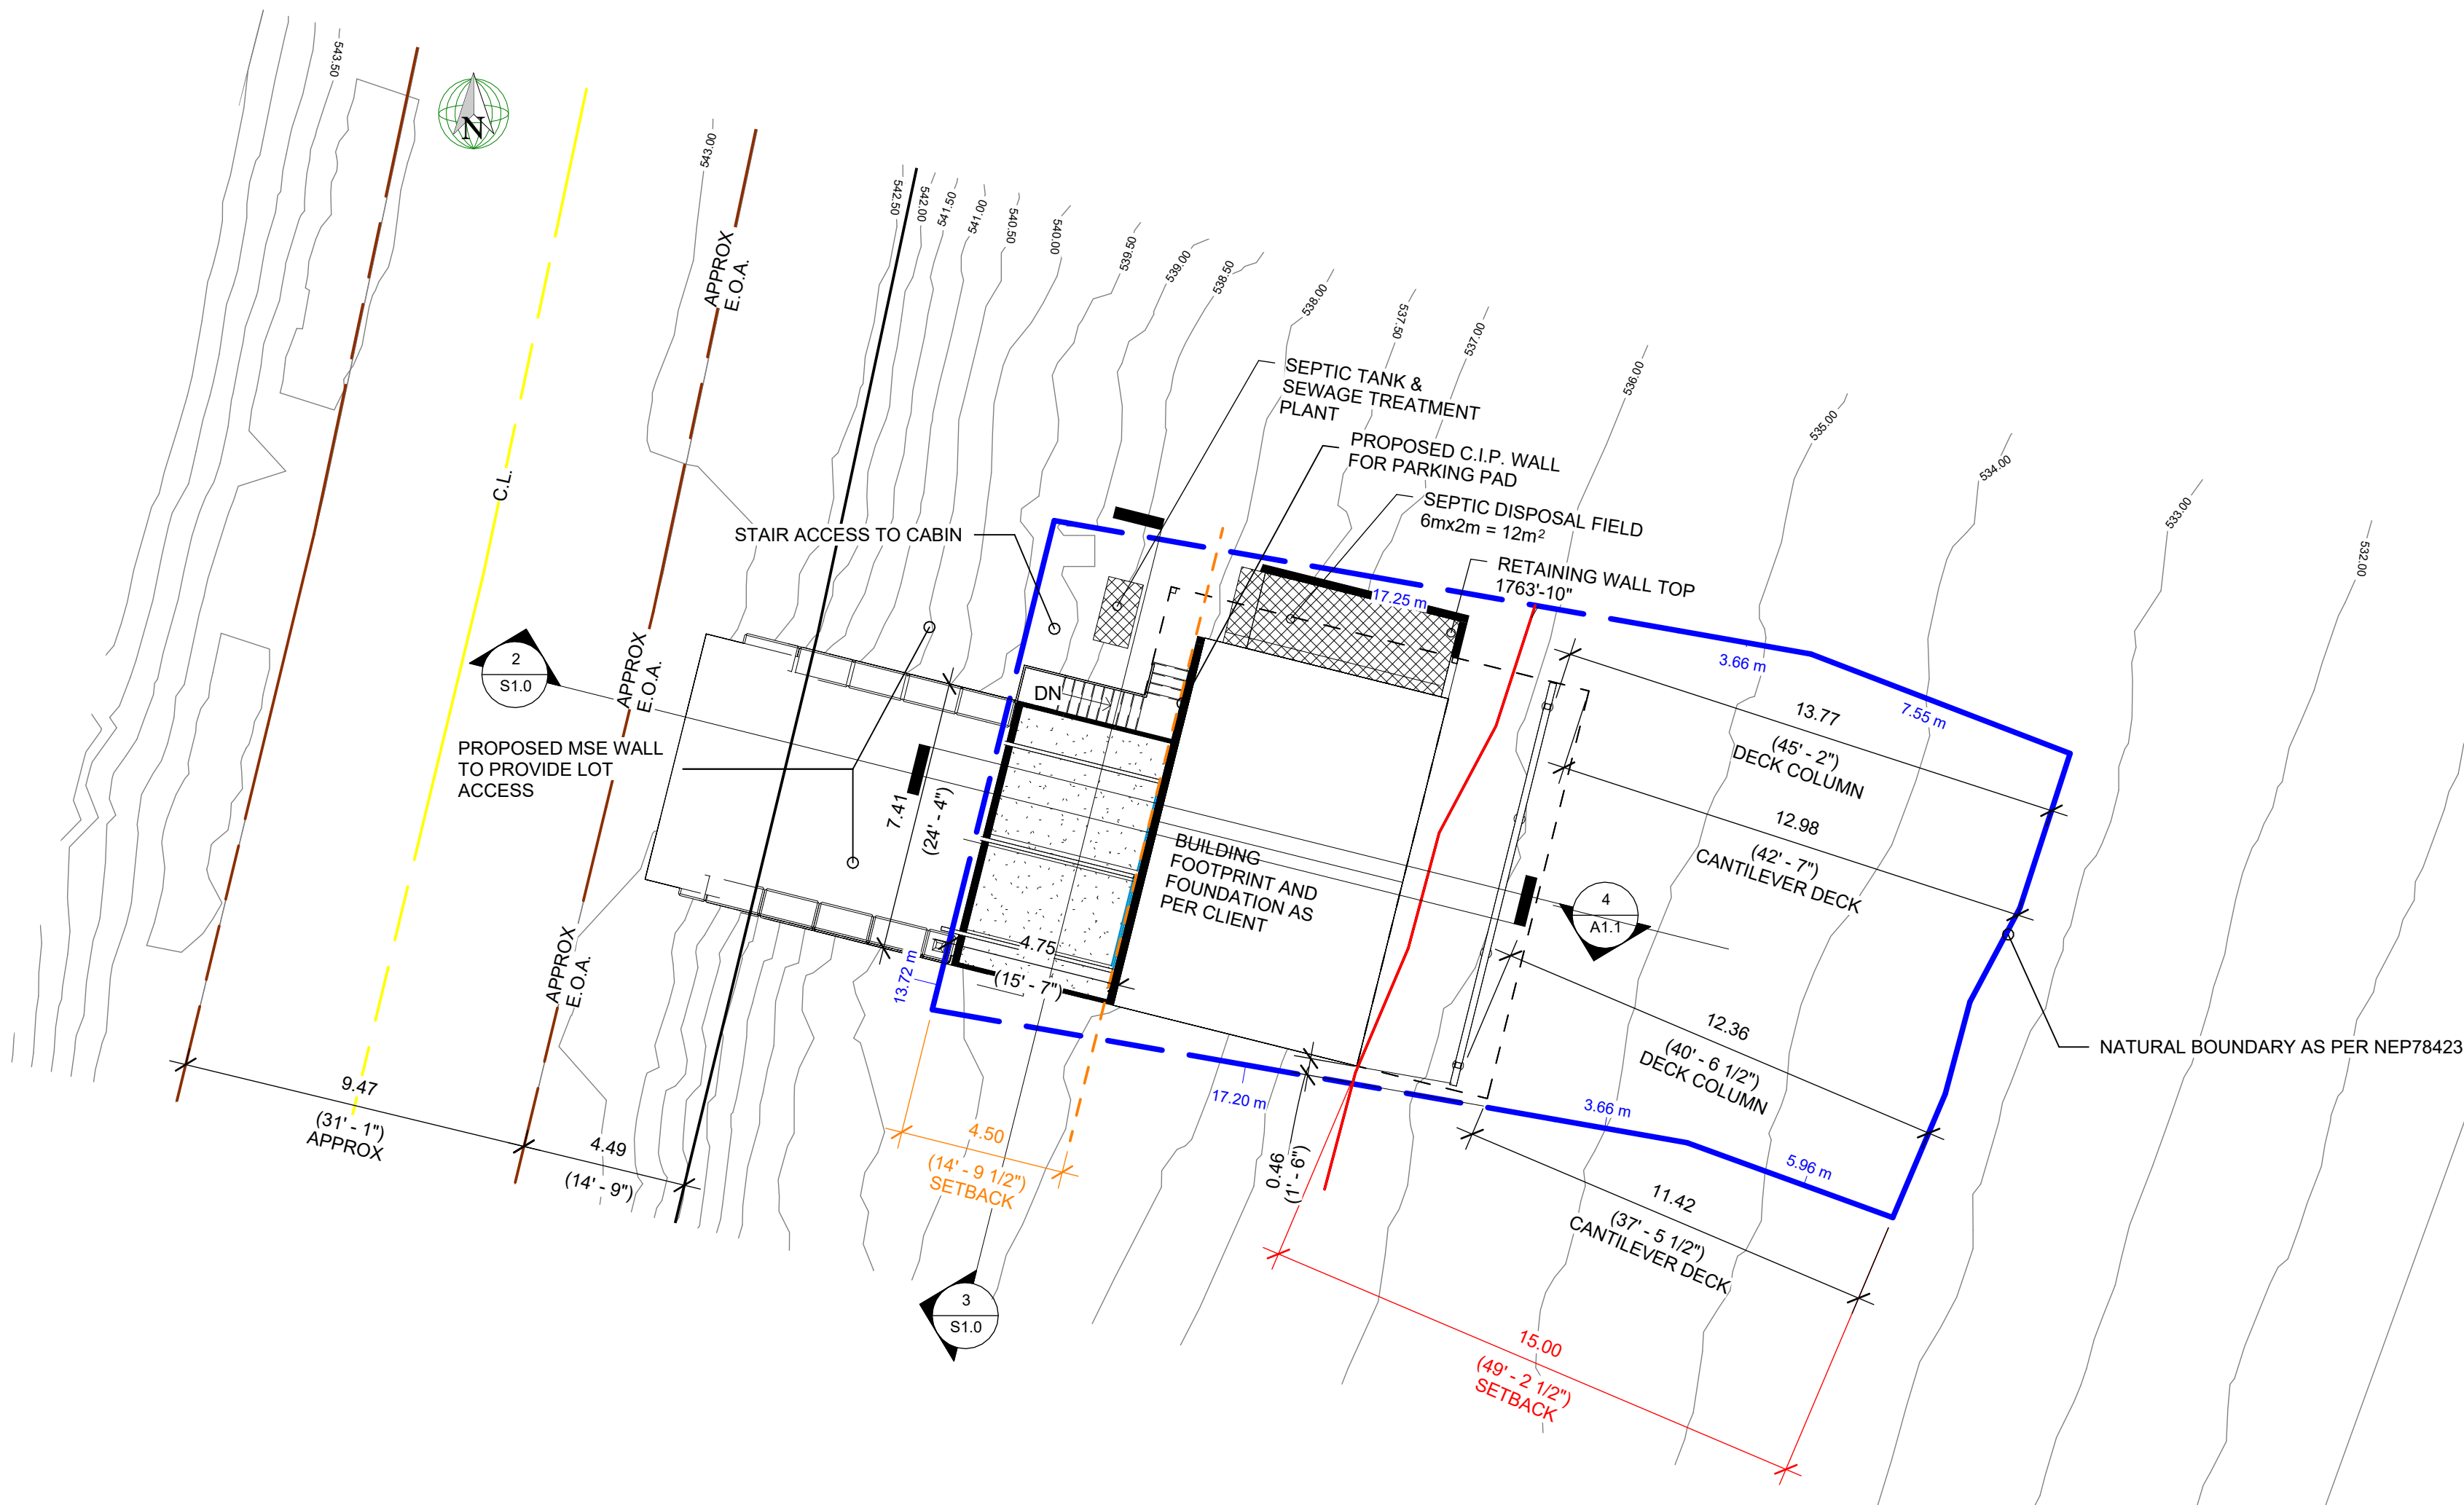 543.50
N
543.00
542.50
542.00
541.50
541.00
540.50
540.00
539.50
539.00
538.50
538.00
537.50
537.00
536.00
535.00
534.00
533.00
532.00
APPROX
E.O.A.
C.L.
SEPTIC TANK &
SEWAGE TREATMENT
PLANT
PROPOSED C.I.P. WALL
FOR PARKING PAD
SEPTIC DISPOSAL FIELD
6mx2m = 12m²
RETAINING WALL TOP
1763'-10"
STAIR ACCESS TO CABIN
17.25 m
3.66 m
7.55 m
2
S1.0
APPROX
E.O.A.
DN
PROPOSED MSE WALL
TO PROVIDE LOT
ACCESS
7.41
(24' - 4")
13.77
(45' - 2")
DECK COLUMN
12.98
(42' - 7")
CANTILEVER DECK
BUILDING
FOOTPRINT AND
FOUNDATION AS
PER CLIENT
4
A1.1
APPROX
E.O.A.
13.72 m
4.75
(15' - 7")
12.36
(40' - 6 1/2")
DECK COLUMN
NATURAL BOUNDARY AS PER NEP78423
9.47
(31' - 1")
APPROX
4.49
(14' - 9")
4.50
(14' - 9 1/2")
SETBACK
17.20 m
0.46
(1' - 6")
3.66 m
5.96 m
11.42
(37' - 5 1/2")
CANTILEVER DECK
3
S1.0
15.00
(49' - 2 1/2")
SETBACK